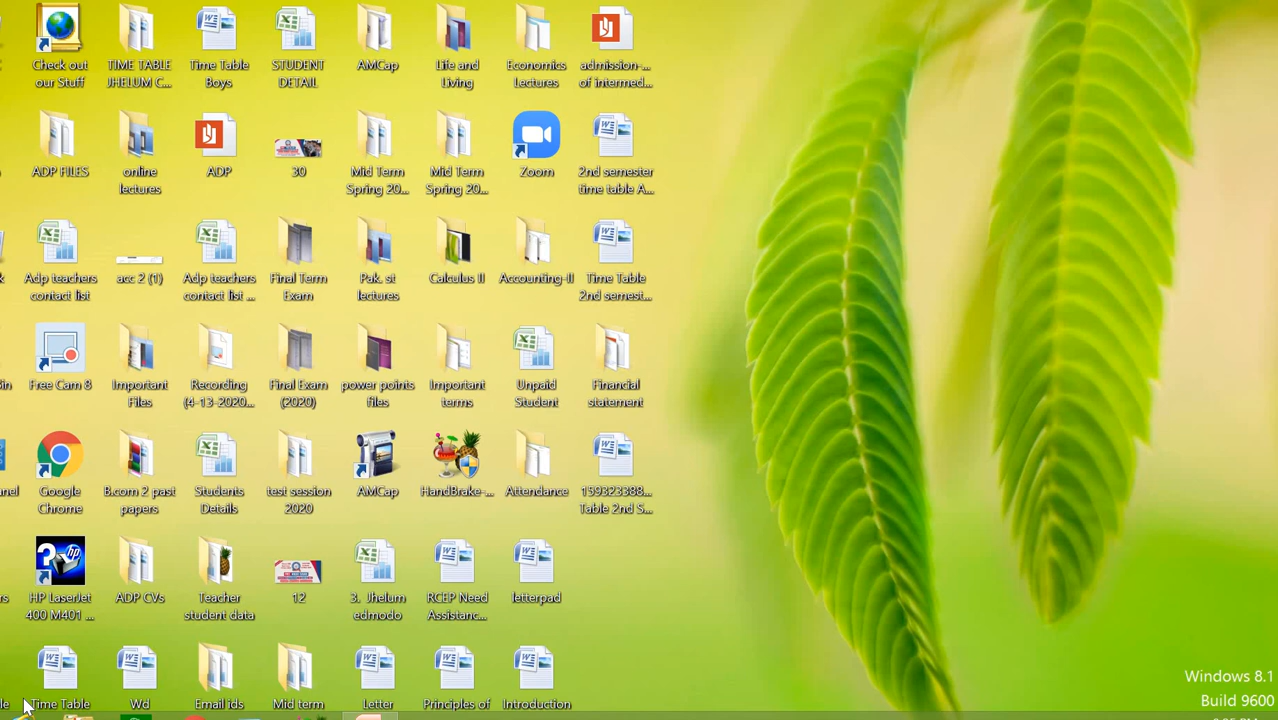 Check out
our Stuff
TIME TABLE
JHELUM C...
Time Table
Boys
STUDENT
DETAIL
AMCap
Life and
Living
Economics
Lectures
admission-...
of intermed...
ADP FILES
online
lectures
ADP
30
Mid Term
Spring 20...
Mid Term
Spring 20...
Zoom
2nd semester
time table A...
Adp teachers
contact list
acc 2 (1)
Adp teachers
contact list ...
Final Term
Exam
Pak. st
lectures
Calculus II
Accounting-II
Time Table
2nd semest...
Free Cam 8
Important
Files
Recording
(4-13-2020...
Final Exam
(2020)
power points
files
Important
terms
Unpaid
Student
Financial
statement
Google
Chrome
B.com 2 past
papers
Students
Details
test session
2020
AMCap
HandBrake-...
Attendance
159323388...
Table 2nd S...
HP LaserJet
400 M401 ...
ADP CVs
Teacher
student data
12
3. Jhelum
edmodo
RCEP Need
Assistanc...
letterpad
Time Table
Wd
Email ids
Mid term
Letter
Principles of
Introduction
Windows 8.1
Build 9600